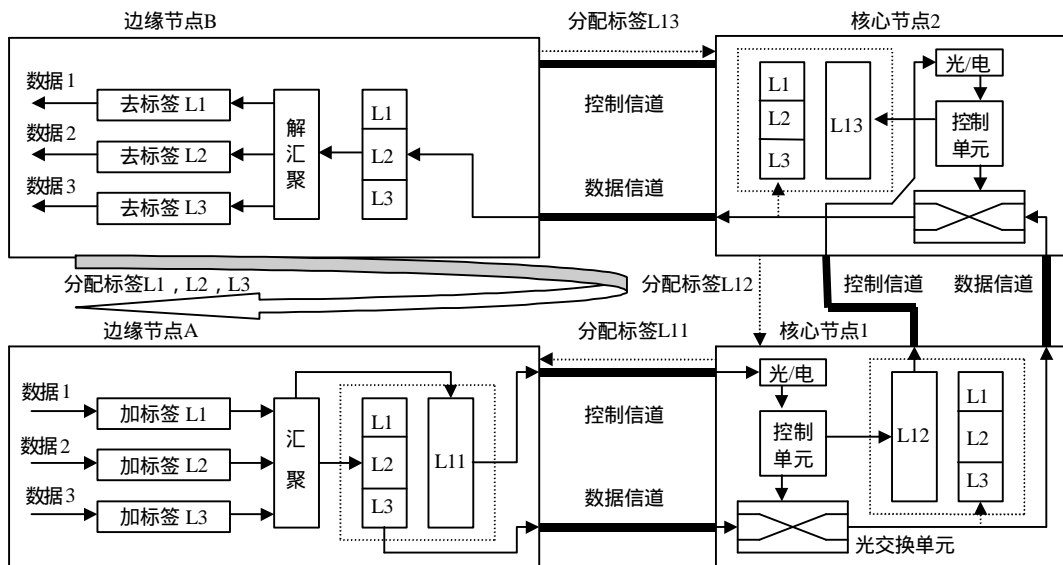 边缘节点B
分配标签L13
核心节点2
数据1
去标签 L1
数据2
去标签 L2
数据3
去标签 L3
解汇聚
L1
L2
L3
控制信道
数据信道
L1
L2
L3
L13
光/电
控制单元
分配标签L1，L2，L3
分配标签L12
控制信道
数据信道
边缘节点A
分配标签L11
核心节点1
数据1
加标签 L1
数据2
加标签 L2
数据3
加标签 L3
汇聚
L1
L2
L3
L11
控制信道
数据信道
光/电
控制单元
L12
L1
L2
L3
光交换单元